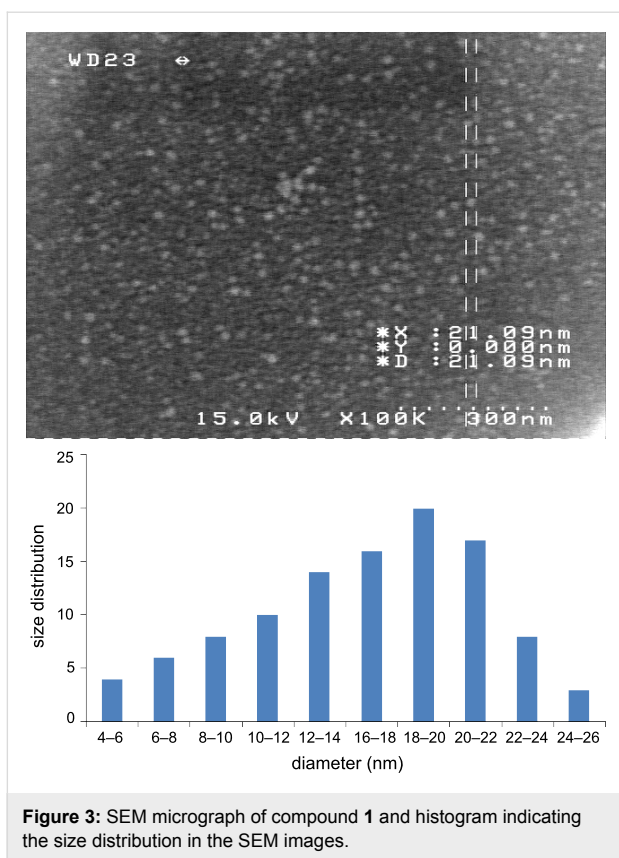 WD23
*X :21.09nm
*Y :0.000nm
*D :21.09nm
15.0kV X100K 300nm
25
20
15
10
5
0
size distribution
4–6 6–8 8–10 10–12 12–14 16–18 18–20 20–22 22–24 24–26
diameter (nm)
Figure 3: SEM micrograph of compound 1 and histogram indicating
the size distribution in the SEM images.